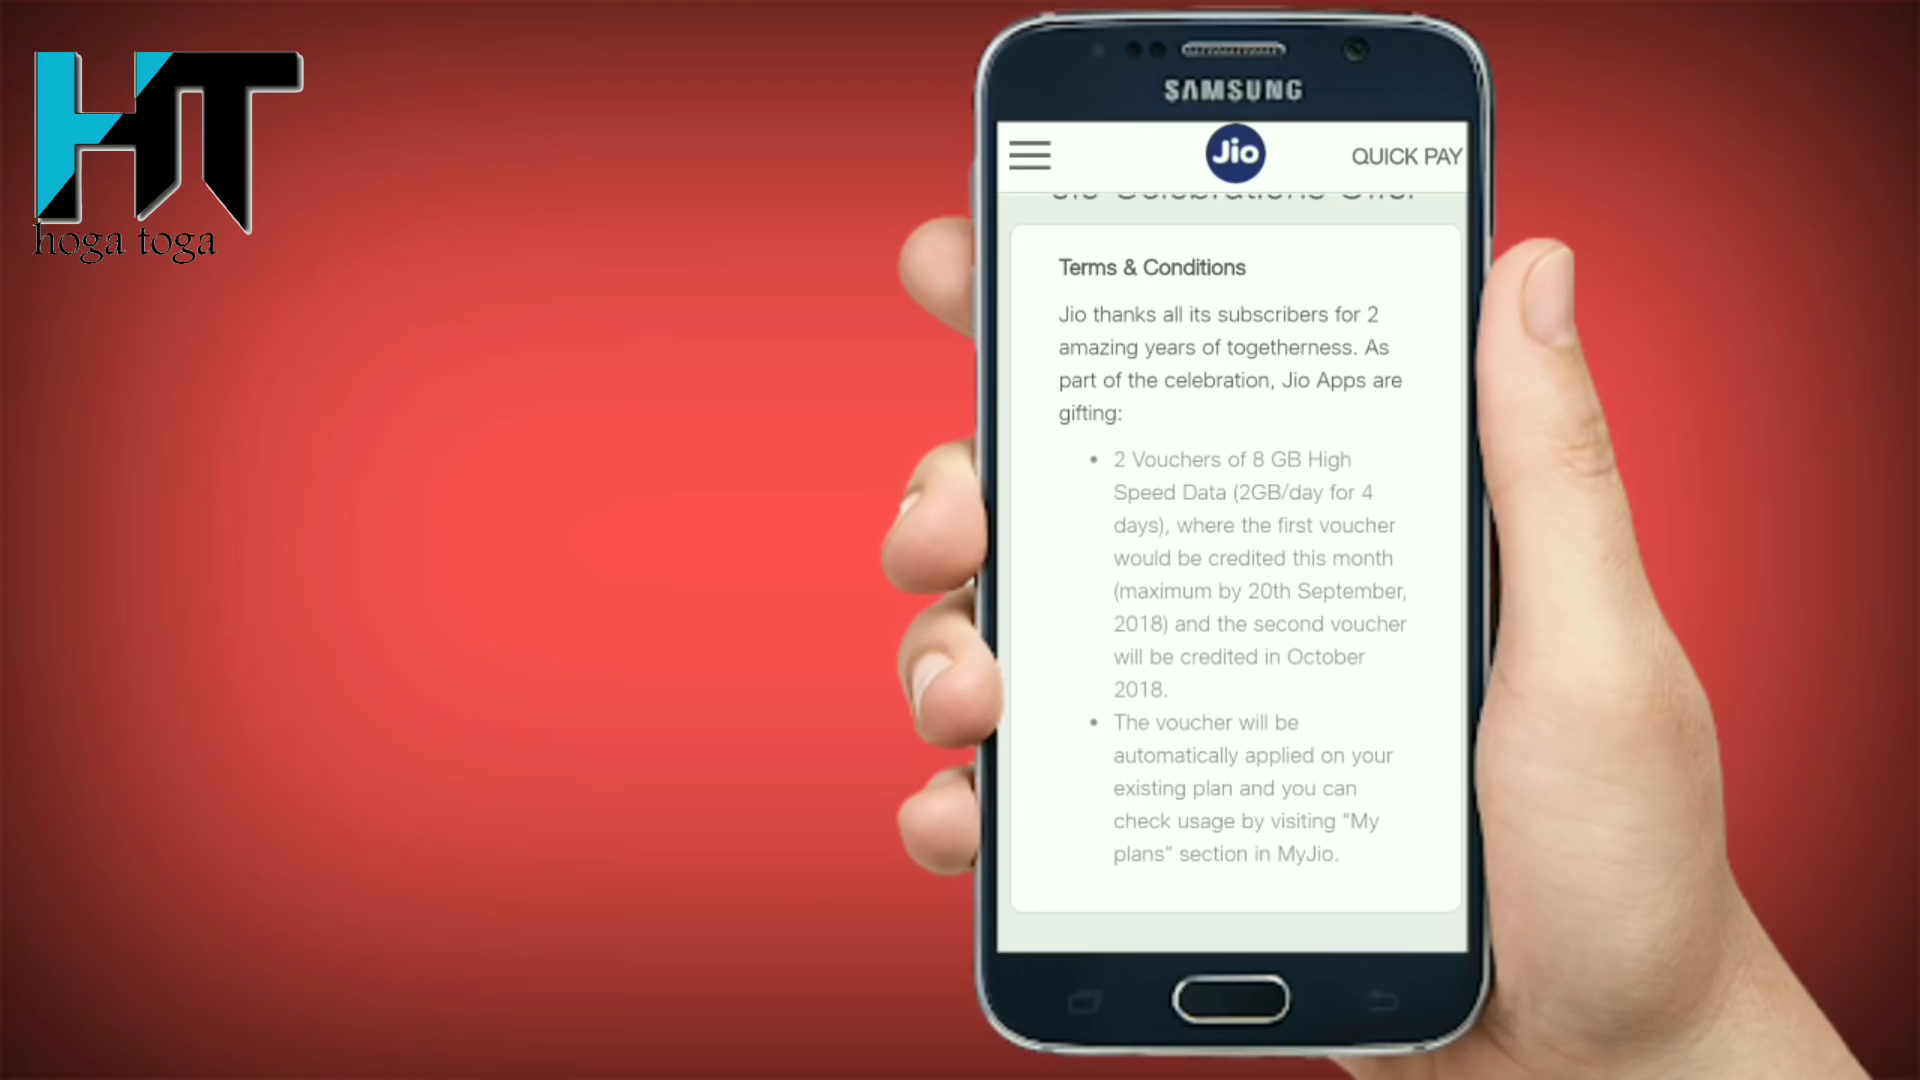 HT
hoga toga
SAMSUNG
Jio
QUICK PAY
Jio Celebrations Offer
Terms & Conditions
Jio thanks all its subscribers for 2
amazing years of togetherness. As
part of the celebration, Jio Apps are
gifting:
• 2 Vouchers of 8 GB High
Speed Data (2GB/day for 4
days), where the first voucher
would be credited this month
(maximum by 20th September,
2018) and the second voucher
will be credited in October
2018.
• The voucher will be
automatically applied on your
existing plan and you can
check usage by visiting “My
plans” section in MyJio.